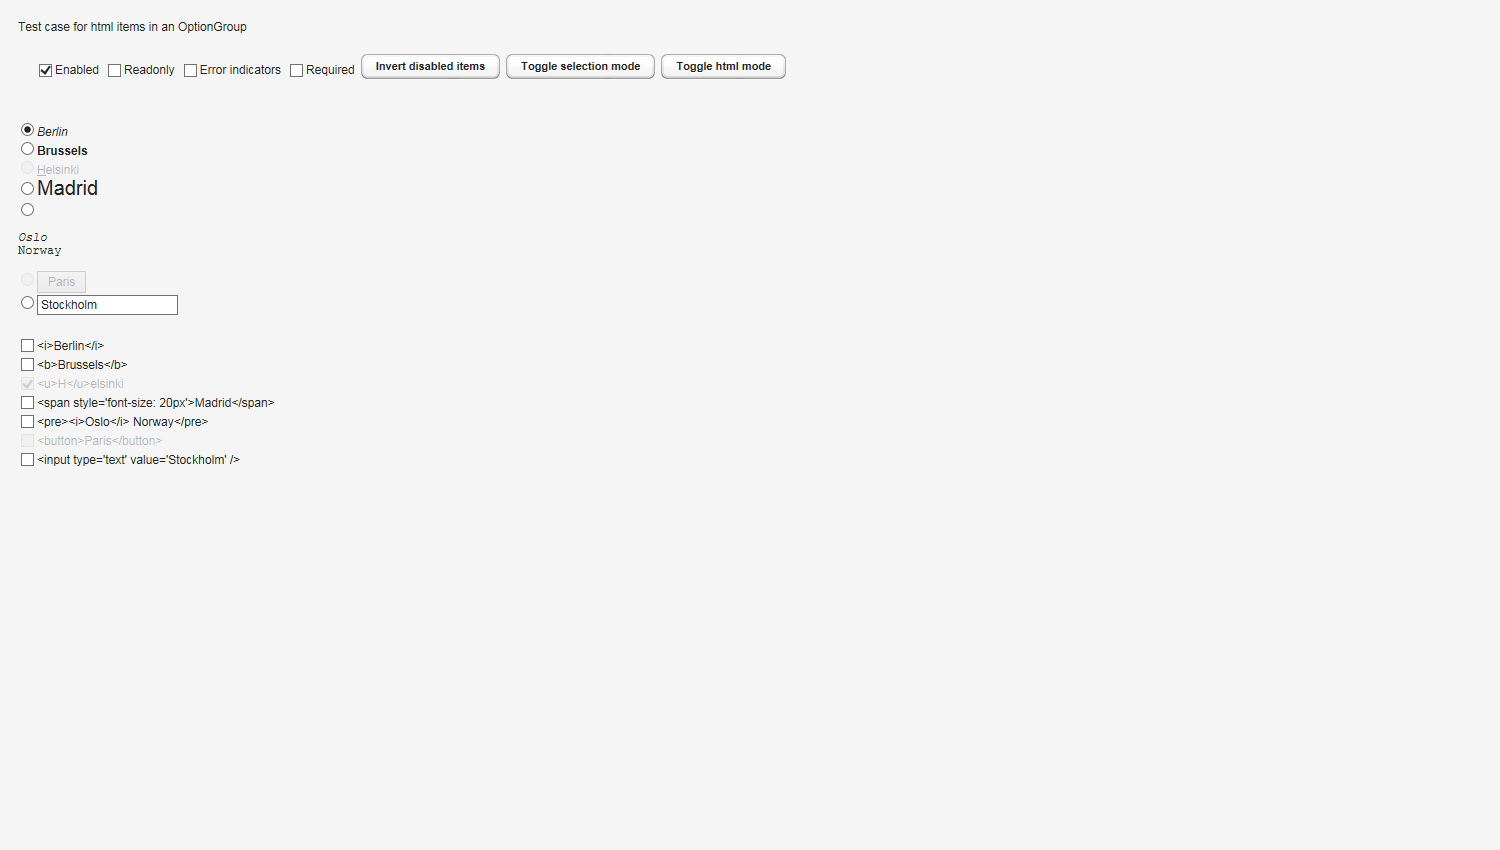 Test case for html items in an OptionGroup
Enabled Readonly Error indicators Required Invert disabled items Toggle selection mode Toggle html mode
Berlin
Brussels
Helsinki
Madrid
Oslo
Norway
Paris
Stockholm
<i>Berlin</i>
<b>Brussels</b>
<u>H</u>elsinki
<span style='font-size: 20px'>Madrid</span>
<pre><i>Oslo</i> Norway</pre>
<button>Paris</button>
<input type='text' value='Stockholm' />